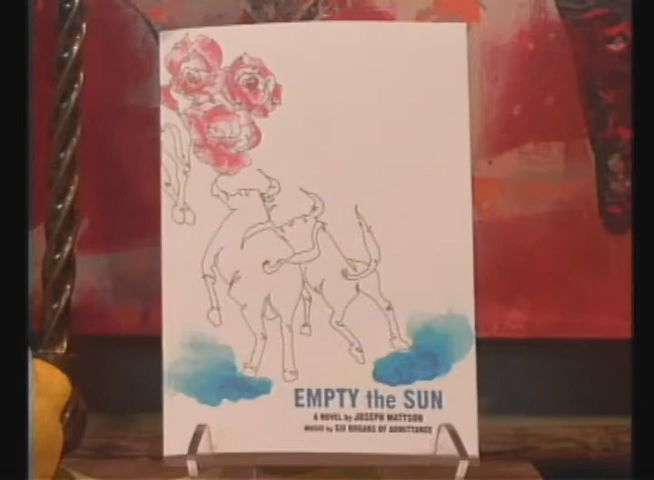 EMPTY the SUN
A NOVEL by JOSEPH MATTSON
MUSIC by SIX ORGANS OF ADMITTANCE